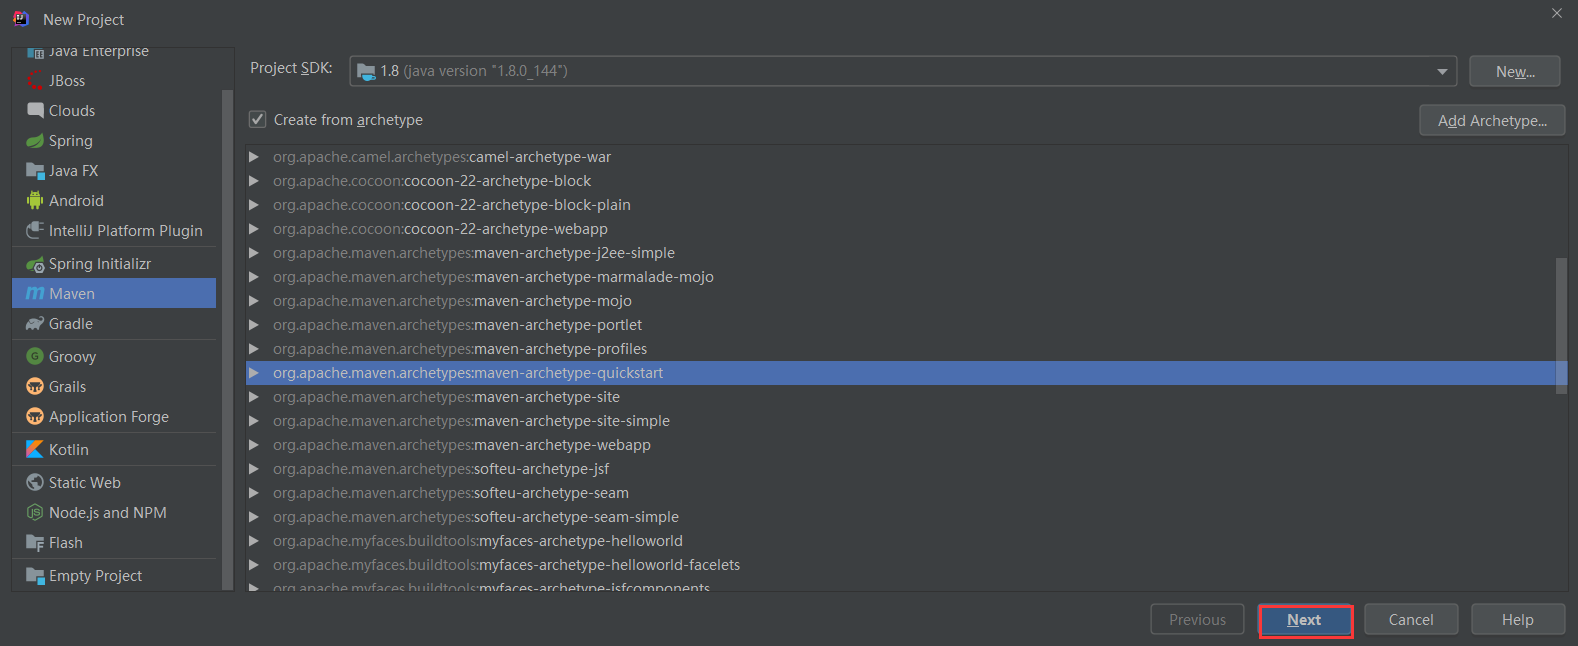 New Project
Java Enterprise
JBoss
Clouds
Spring
Java FX
Android
IntelliJ Platform Plugin
Spring Initializr
Maven
Gradle
Groovy
Grails
Application Forge
Kotlin
Static Web
Node.js and NPM
Flash
Empty Project
Project SDK: 1.8 (java version "1.8.0_144") New...
Create from archetype Add Archetype...
org.apache.camel.archetypes:camel-archetype-war
org.apache.cocoon:cocoon-22-archetype-block
org.apache.cocoon:cocoon-22-archetype-block-plain
org.apache.cocoon:cocoon-22-archetype-webapp
org.apache.maven.archetypes:maven-archetype-j2ee-simple
org.apache.maven.archetypes:maven-archetype-marmalade-mojo
org.apache.maven.archetypes:maven-archetype-mojo
org.apache.maven.archetypes:maven-archetype-portlet
org.apache.maven.archetypes:maven-archetype-profiles
org.apache.maven.archetypes:maven-archetype-quickstart
org.apache.maven.archetypes:maven-archetype-site
org.apache.maven.archetypes:maven-archetype-site-simple
org.apache.maven.archetypes:maven-archetype-webapp
org.apache.maven.archetypes:softeu-archetype-jsf
org.apache.maven.archetypes:softeu-archetype-seam
org.apache.maven.archetypes:softeu-archetype-seam-simple
org.apache.myfaces.buildtools:myfaces-archetype-helloworld
org.apache.myfaces.buildtools:myfaces-archetype-helloworld-facelets
org.apache.myfaces.buildtools:myfaces-archetype-jsfcomponents
Previous Next Cancel Help